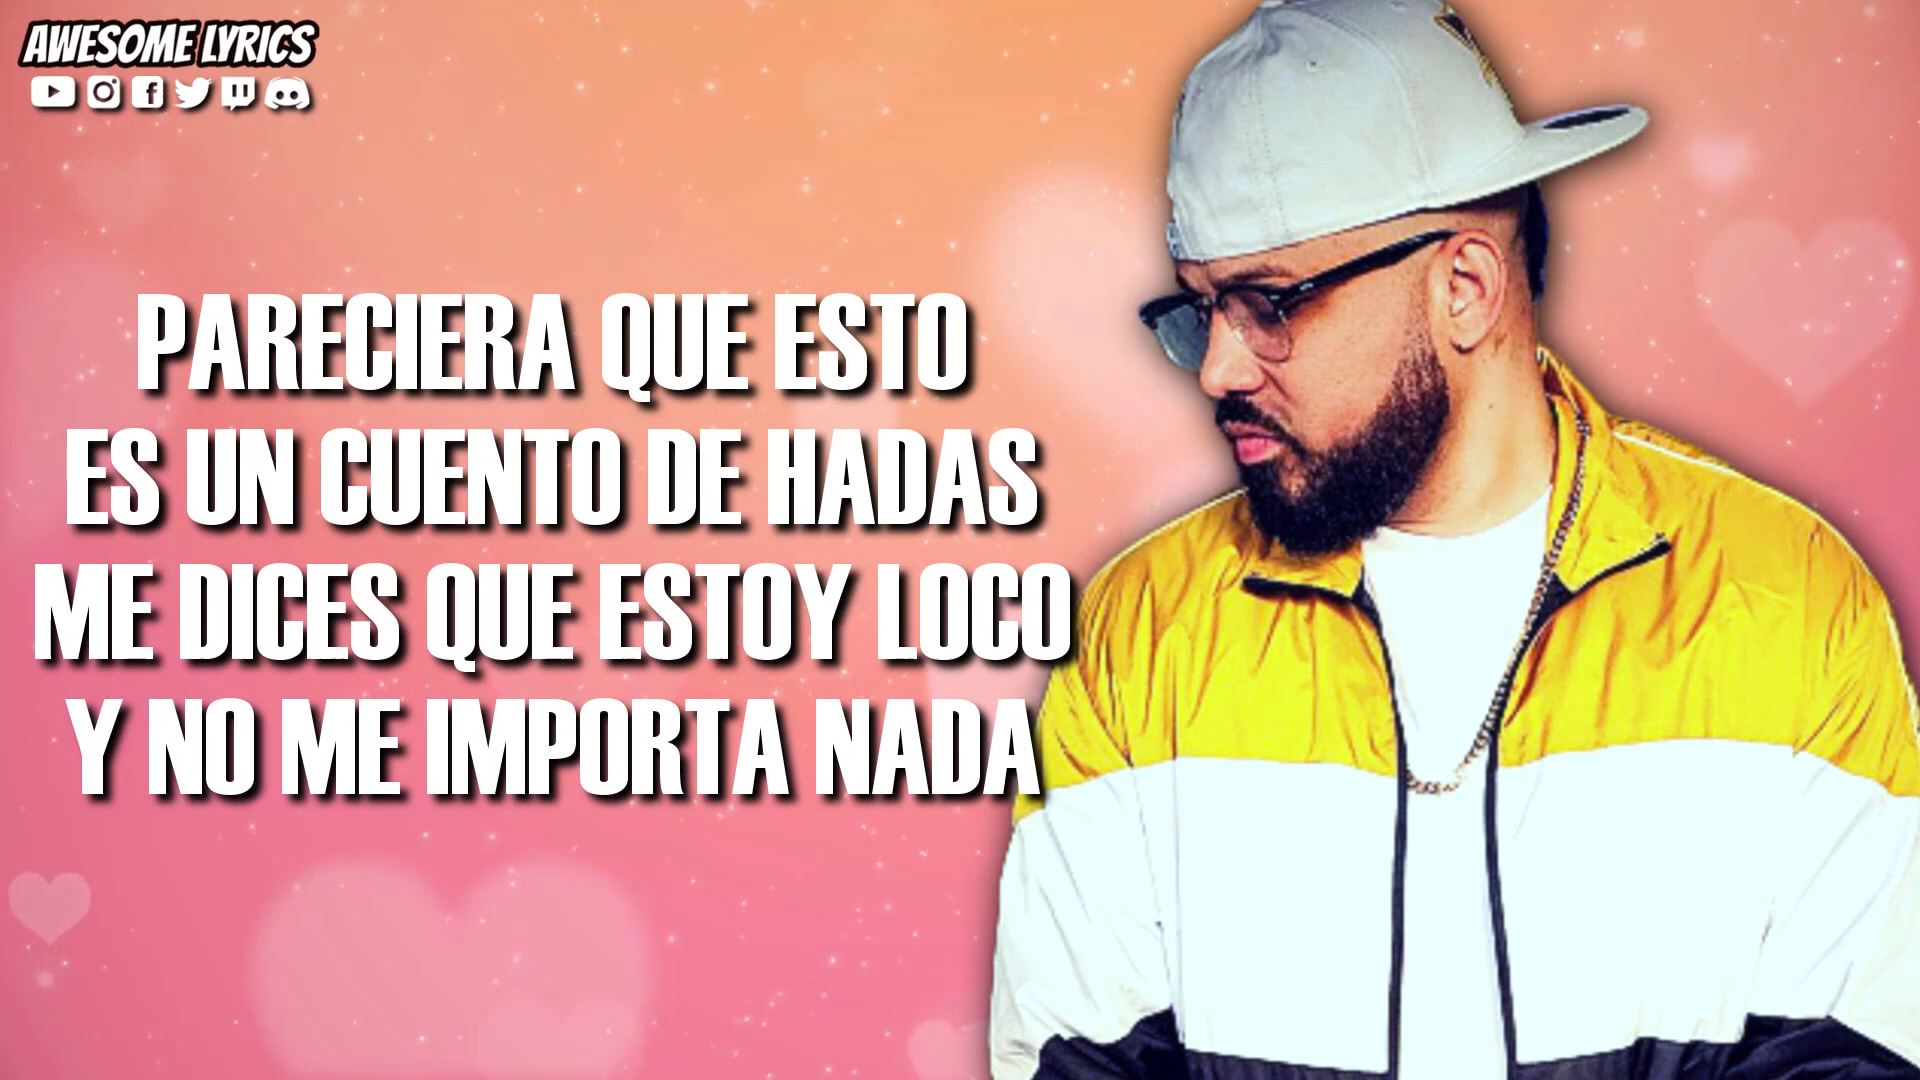 AWESOME LYRICS
PARECIERA QUE ESTO
ES UN CUENTO DE HADAS
ME DICES QUE ESTOY LOCO
Y NO ME IMPORTA NADA